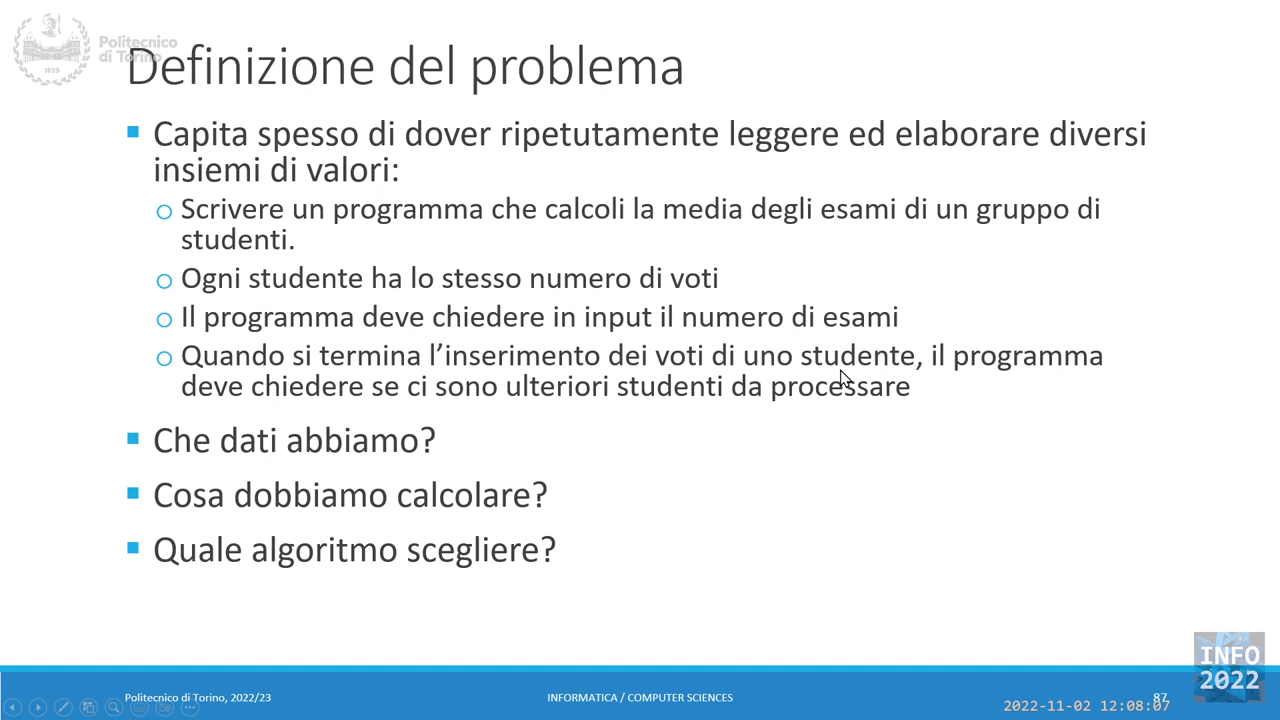 Politecnico
di Torino
1859
Definizione del problema
▪ Capita spesso di dover ripetutamente leggere ed elaborare diversi
insiemi di valori:
o Scrivere un programma che calcoli la media degli esami di un gruppo di
studenti.
o Ogni studente ha lo stesso numero di voti
o Il programma deve chiedere in input il numero di esami
o Quando si termina l’inserimento dei voti di uno studente, il programma
deve chiedere se ci sono ulteriori studenti da processare
▪ Che dati abbiamo?
▪ Cosa dobbiamo calcolare?
▪ Quale algoritmo scegliere?
INFO
2022
Politecnico di Torino, 2022/23
INFORMATICA / COMPUTER SCIENCES
87
2022-11-02 12:08:07